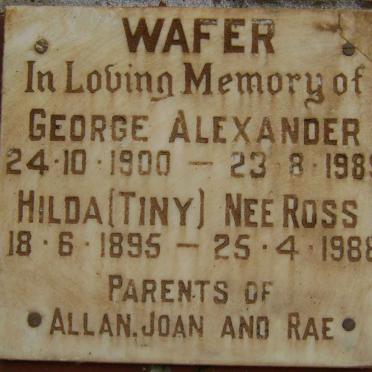 WAFER
In Loving Memory of
GEORGE ALEXANDER
24·10·1900 — 23·8·1989
HILDA (TINY) NEE ROSS
18·6·1895 — 25·4·1988
PARENTS OF
ALLAN. JOAN AND RAE